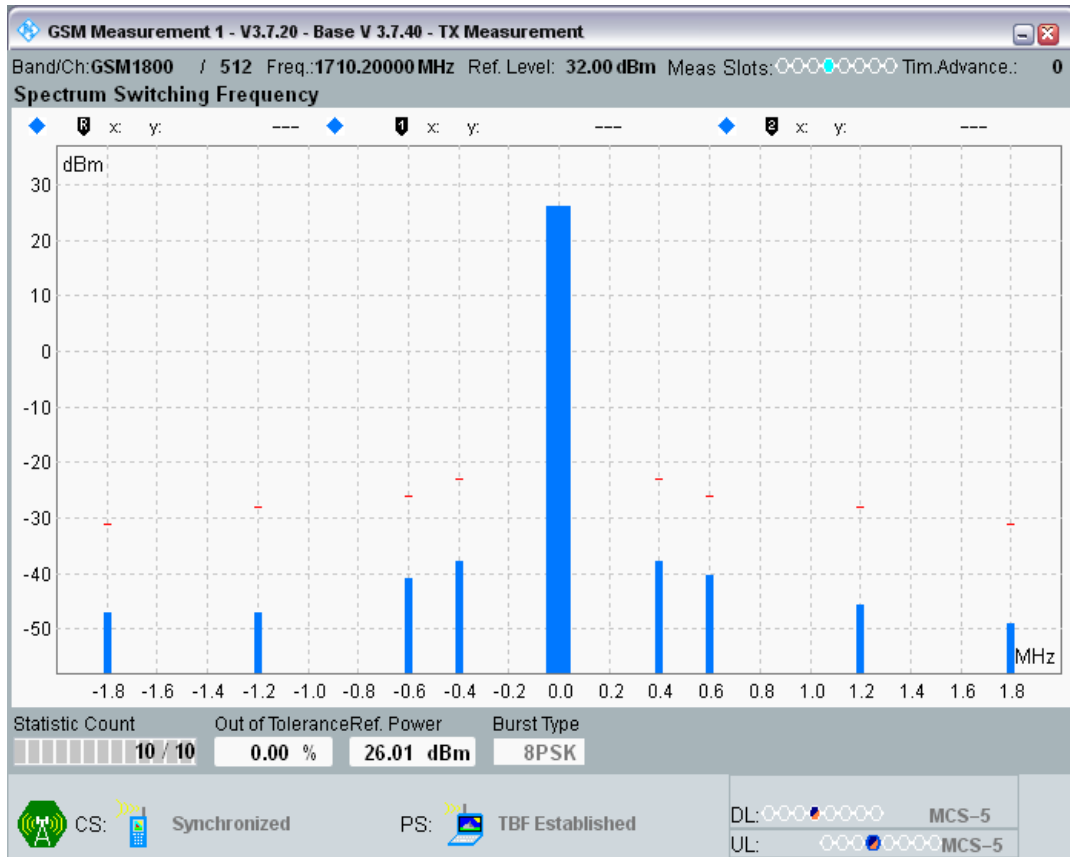 GSM Measurement 1 - V3.7.20 - Base V 3.7.40 - TX Measurement
Band/Ch:GSM1800 / 512 Freq.:1710.20000 MHz Ref. Level: 32.00 dBm Meas Slots: Tim.Advance.: 0
Spectrum Switching Frequency
R x: y: --- 1 x: y: --- 2 x: y: ---
dBm
30
20
10
0
-10
-20
-30
-40
-50
MHz
-1.8 -1.6 -1.4 -1.2 -1.0 -0.8 -0.6 -0.4 -0.2 0.0 0.2 0.4 0.6 0.8 1.0 1.2 1.4 1.6 1.8
Statistic Count Out of Tolerance Ref. Power Burst Type
10 / 10 0.00 % 26.01 dBm 8PSK
CS: Synchronized PS: TBF Established DL: MCS-5
UL: MCS-5